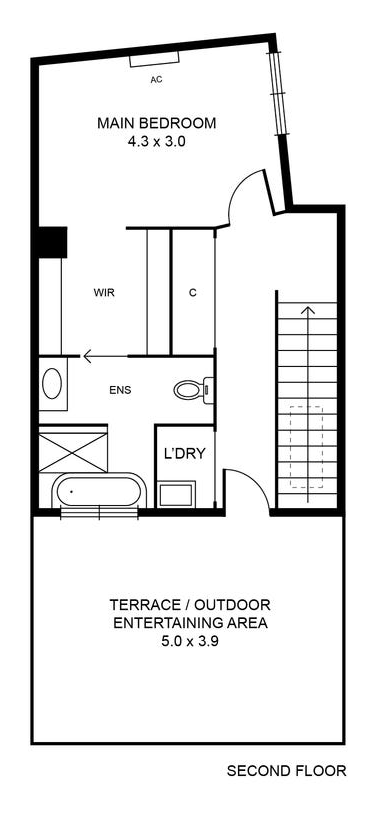 AC
MAIN BEDROOM
4.3 x 3.0
WIR
C
ENS
L'DRY
TERRACE / OUTDOOR
ENTERTAINING AREA
5.0 x 3.9
SECOND FLOOR